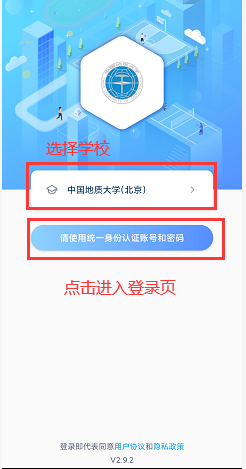 选择学校
中国地质大学(北京)
请使用统一身份认证账号和密码
点击进入登录页
登录即代表同意用户协议和隐私政策
V2.9.2